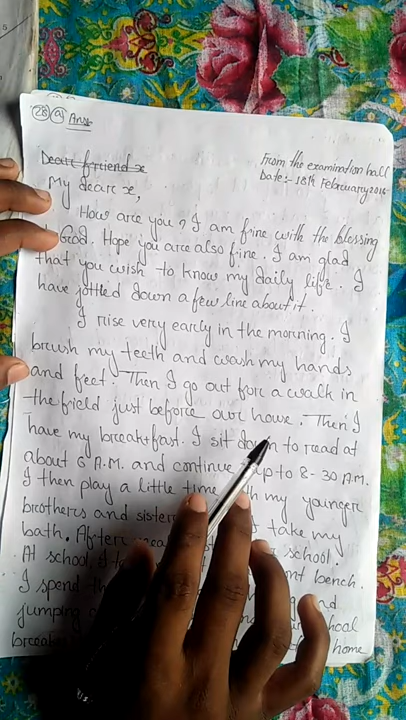 28 (a) Ans
Dear friend x
From the examination hall
Date:- 18th February 2016
My dear x,
How are you? I am fine with the blessing
God. Hope you are also fine. I am glad
that you wish to know my daily life. I
have jotted down a few line about it
I rise very early in the morning. I
brush my teeth and wash my hands
and feet. Then I go out for a walk in
the field just before our house. Then I
have my breakfast. I sit down to read at
about 6 A.M. and continue up to 8-30 A.M.
I then play a little time my younger
brothers and sister I take my
bath. After school.
At school. I bench.
I spend and
jumping
home